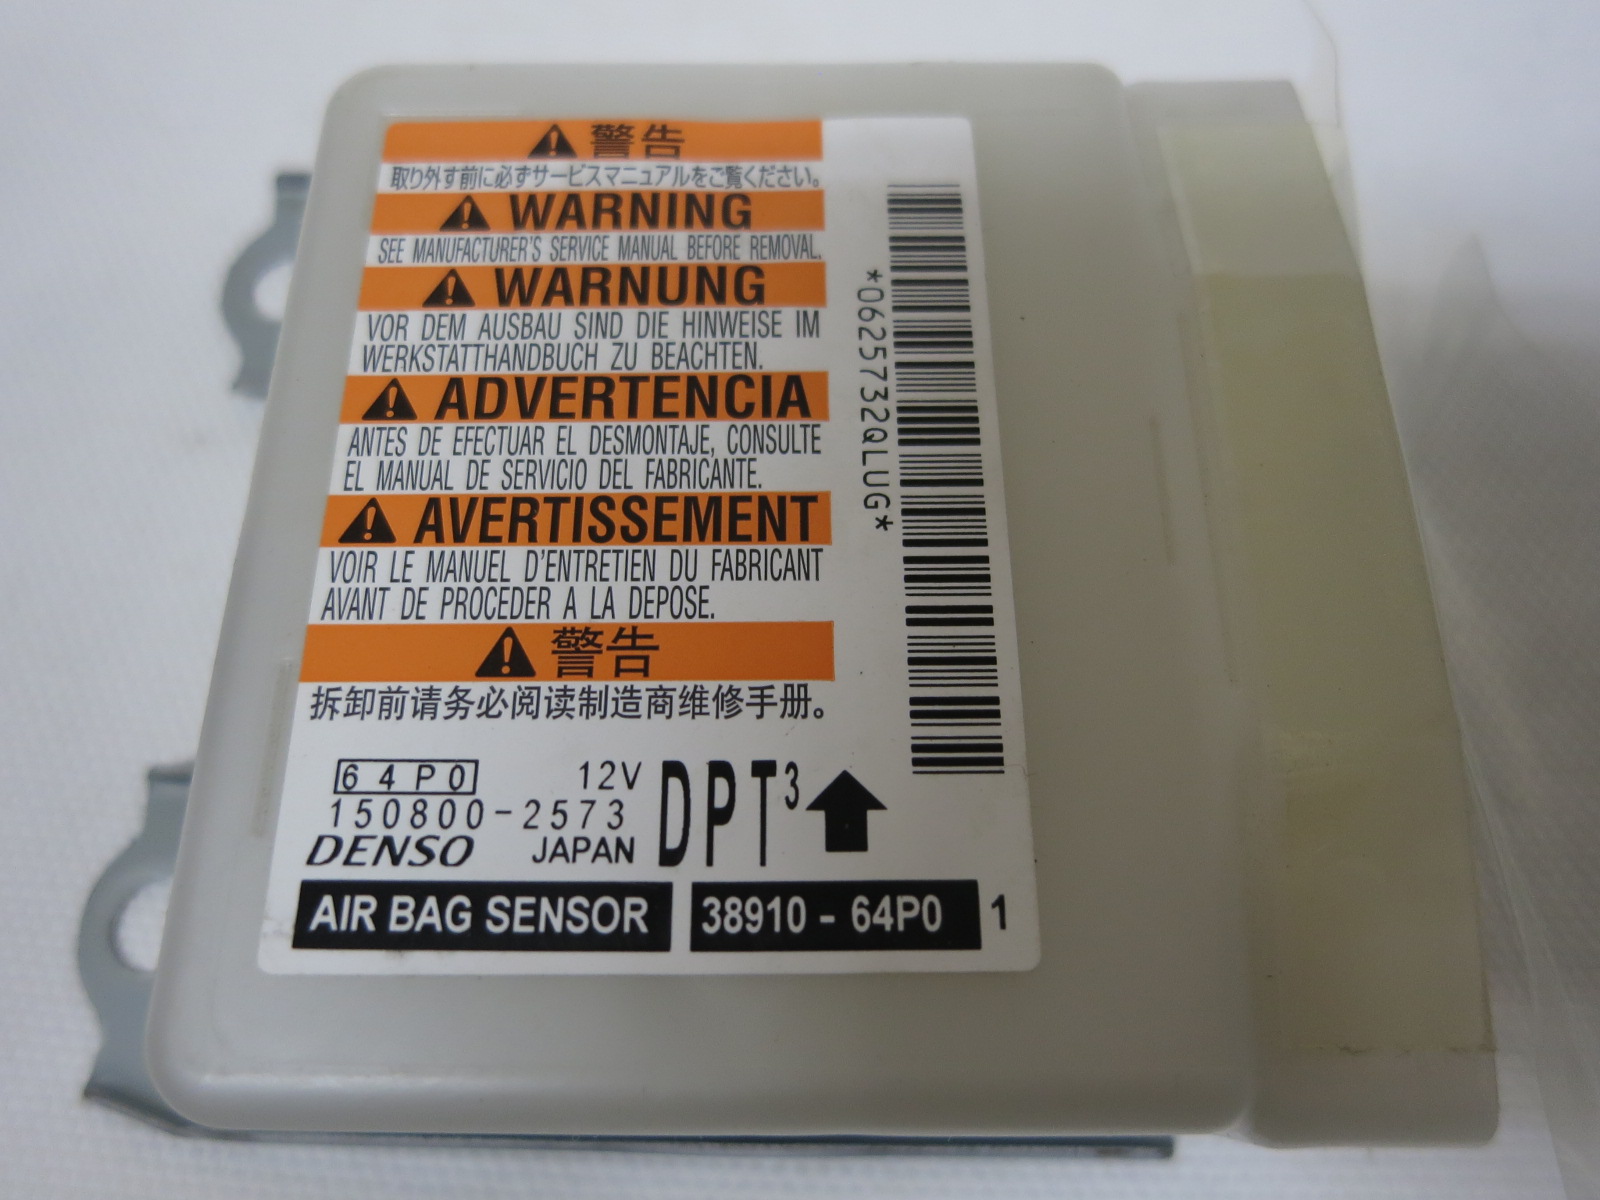 警告
取り外す前に必ずサービスマニュアルをご覧ください。
WARNING
SEE MANUFACTURER'S SERVICE MANUAL BEFORE REMOVAL.
WARNUNG
VOR DEM AUSBAU SIND DIE HINWEISE IM
WERKSTATTHANDBUCH ZU BEACHTEN.
ADVERTENCIA
ANTES DE EFECTUAR EL DESMONTAJE, CONSULTE
EL MANUAL DE SERVICIO DEL FABRICANTE.
AVERTISSEMENT
VOIR LE MANUEL D'ENTRETIEN DU FABRICANT
AVANT DE PROCEDER A LA DEPOSE.
警告
拆卸前请务必阅读制造商维修手册。
*06257320QLUG*
64P0 12V
150800-2573
DPT3
DENSO JAPAN
AIR BAG SENSOR 38910-64P0 1